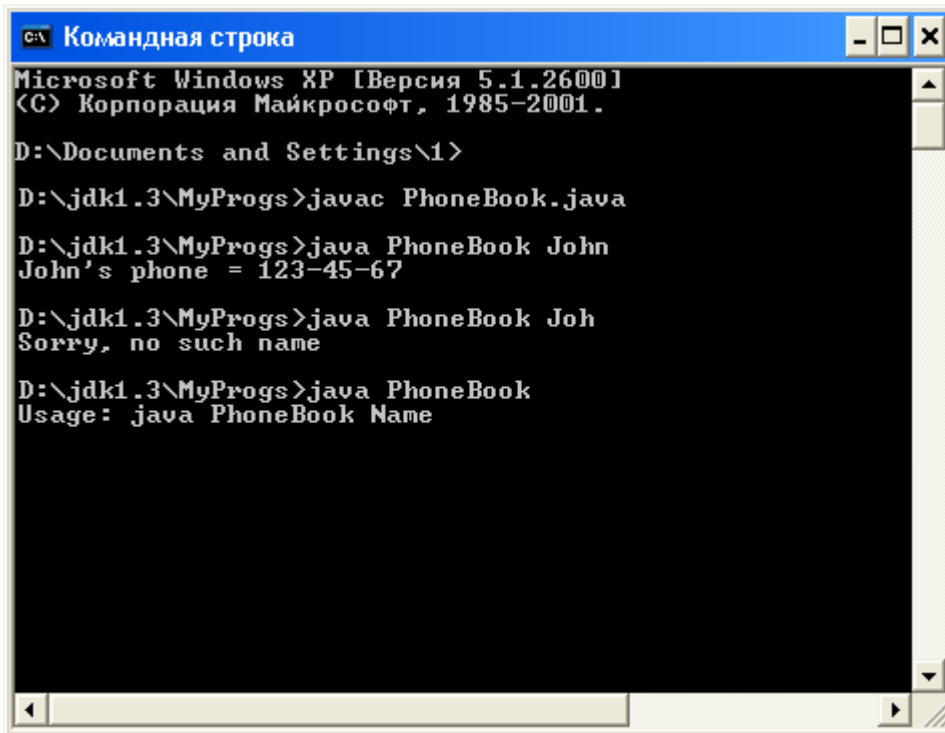 Командная строка
Microsoft Windows XP [Версия 5.1.2600]
(C) Корпорация Майкрософт, 1985-2001.
D:\Documents and Settings\1>
D:\jdk1.3\MyProgs>javac PhoneBook.java
D:\jdk1.3\MyProgs>java PhoneBook John
John's phone = 123-45-67
D:\jdk1.3\MyProgs>java PhoneBook Joh
Sorry, no such name
D:\jdk1.3\MyProgs>java PhoneBook
Usage: java PhoneBook Name